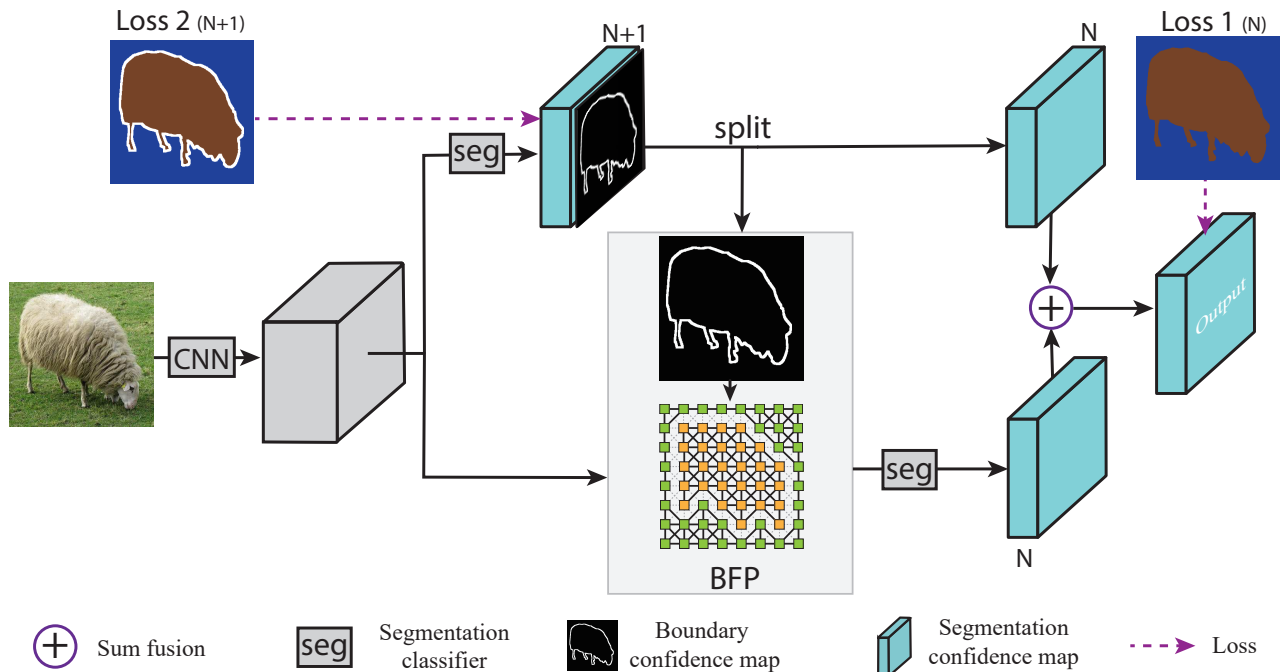 Loss 2 (N+1)
N+1
N
Loss 1 (N)
seg
split
CNN
Output
seg
N
BFP
Sum fusion
seg
Segmentation
classifier
Boundary
confidence map
Segmentation
confidence map
Loss